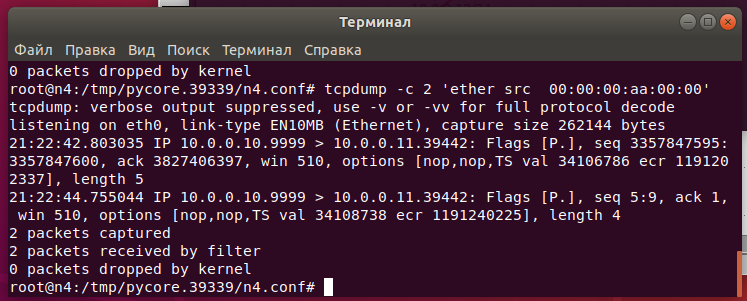 Терминал
Файл Правка Вид Поиск Терминал Справка
0 packets dropped by kernel
root@n4:/tmp/pycore.39339/n4.conf# tcpdump -c 2 'ether src  00:00:00:aa:00:00'
tcpdump: verbose output suppressed, use -v or -vv for full protocol decode
listening on eth0, link-type EN10MB (Ethernet), capture size 262144 bytes
21:22:42.803035 IP 10.0.0.10.9999 > 10.0.0.11.39442: Flags [P.], seq 3357847595:
3357847600, ack 3827406397, win 510, options [nop,nop,TS val 34106786 ecr 119120
2337], length 5
21:22:44.755044 IP 10.0.0.10.9999 > 10.0.0.11.39442: Flags [P.], seq 5:9, ack 1,
 win 510, options [nop,nop,TS val 34108738 ecr 1191240225], length 4
2 packets captured
2 packets received by filter
0 packets dropped by kernel
root@n4:/tmp/pycore.39339/n4.conf#